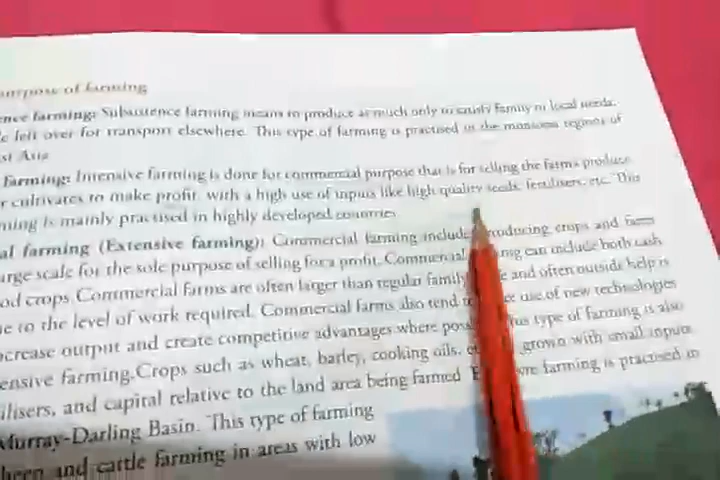 urpose of farming
ence farming: Subsistence farming means to produce as much only to satisfy family or local needs.
le left over for transport elsewhere. This type of farming is practised in the monsoon regions of
st Asia
Farming: Intensive farming is done for commercial purpose that is for selling the farms produce.
r cultivates to make profit, with a high use of inputs like high quality seeds, fertilisers, etc. This
ming is mainly practised in highly developed countries
al farming (Extensive farming): Commercial farming include producing crops and farm
arge scale for the sole purpose of selling for a profit. Commercial can include both cash
od crops Commercial farms are often larger than regular family and often outside help is
ue to the level of work required. Commercial farms also tend use of new technologies
ncrease output and create competitive advantages where type of farming is also
ensive farming.Crops such as wheat, barley, cooking oils, grown with small inputs
ilisers, and capital relative to the land area being farmed farming is practised in
Murray-Darling Basin. This type of farming
heep and cattle farming in areas with low